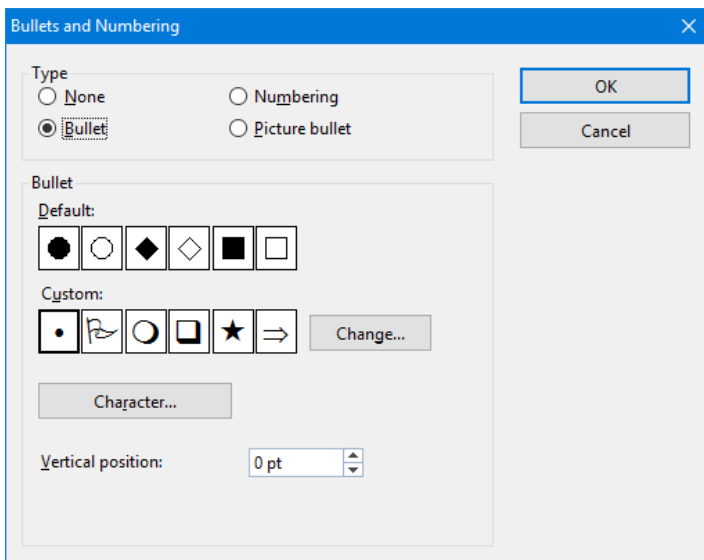 Bullets and Numbering
Type
None
Numbering
Bullet
Picture bullet
OK
Cancel
Bullet
Default:
Custom:
Change...
Character...
Vertical position:
0 pt